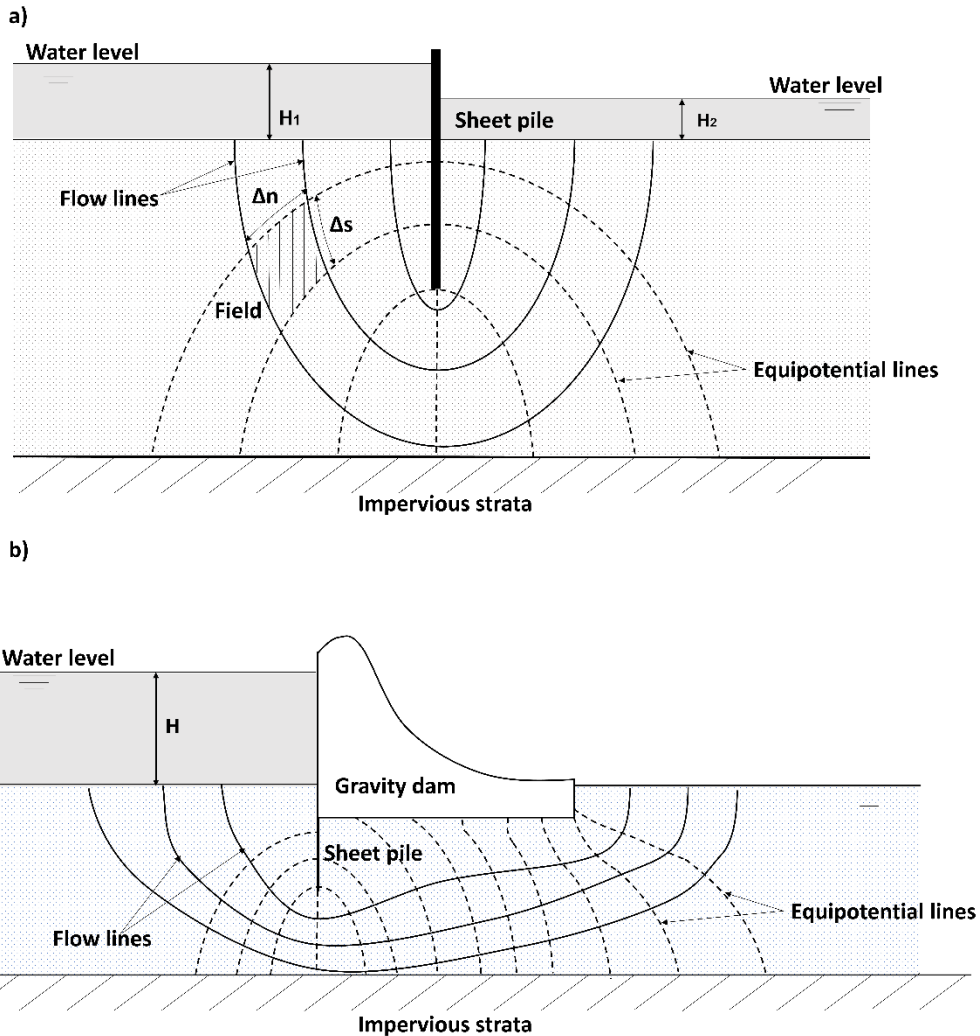 a)
Water level
Water level
H1
Sheet pile
H2
Flow lines
Δn
Δs
Field
Equipotential lines
Impervious strata
b)
Water level
H
Gravity dam
Sheet pile
Flow lines
Equipotential lines
Impervious strata